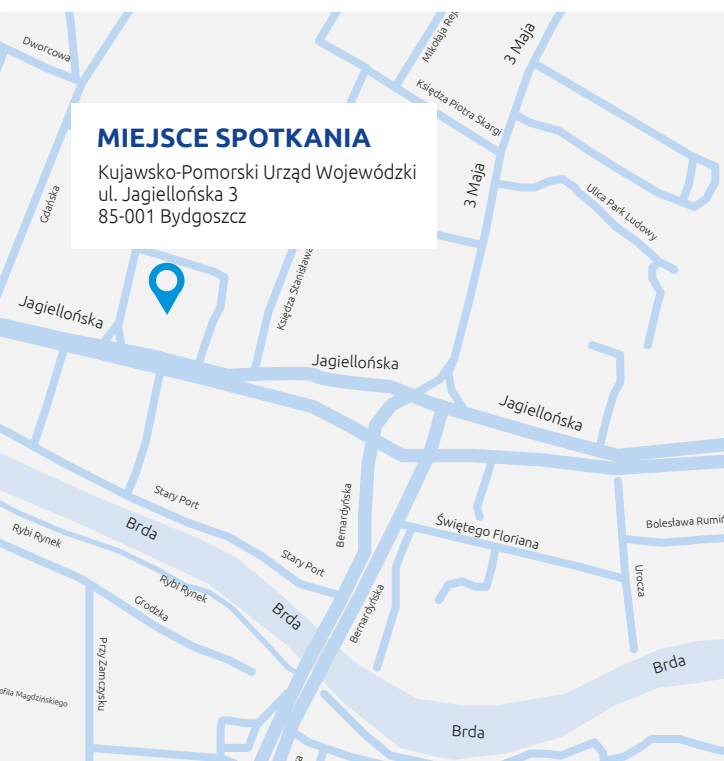 Dworcowa
Mikołaja
3 Maja
Księdza Piotra Skargi
MIEJSCE SPOTKANIA
Kujawsko-Pomorski Urząd Wojewódzki
ul. Jagiellońska 3
85-001 Bydgoszcz
Gdańska
3 Maja
Ulica Park Ludowy
Księdza Stanisława
Jagiellońska
Jagiellońska
Jagiellońska
Stary Port
Bernardyńska
Brda
Świętego Floriana
Bolesława
Rybi Rynek
Stary Port
Urocza
Rybi Rynek
Grodzka
Brda
Bernardyńska
Przy Zamczysku
Brda
Magdzińskiego
Brda